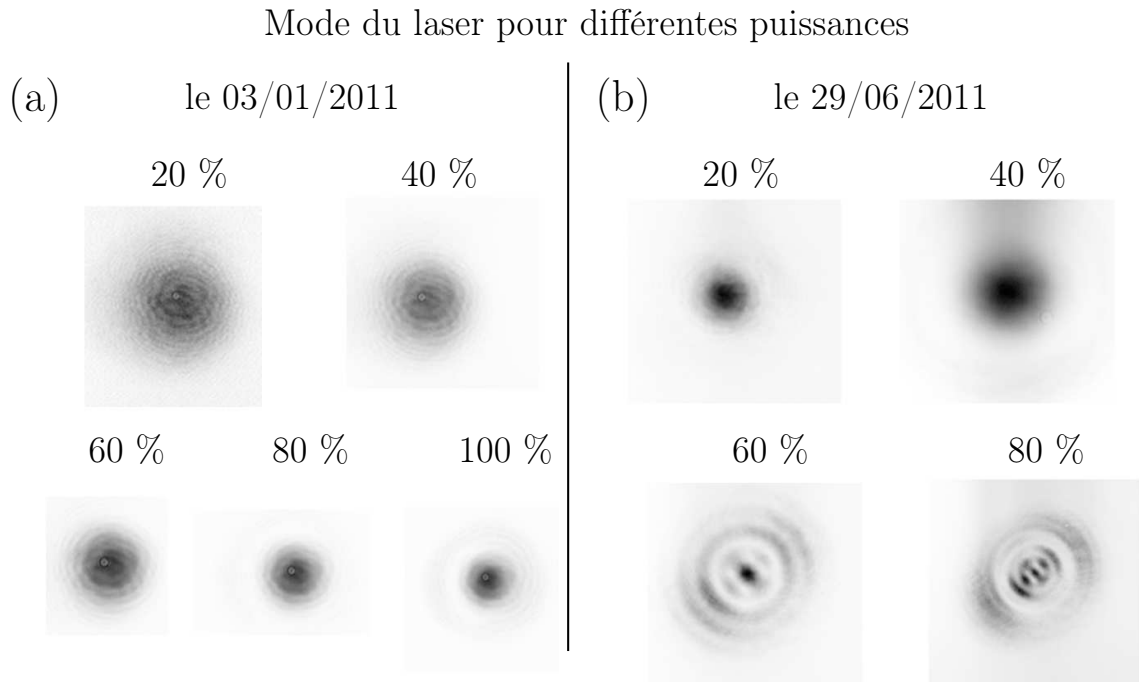 Mode du laser pour différentes puissances
(a) le 03/01/2011
20 % 40 %
60 % 80 % 100 %
(b) le 29/06/2011
20 % 40 %
60 % 80 %